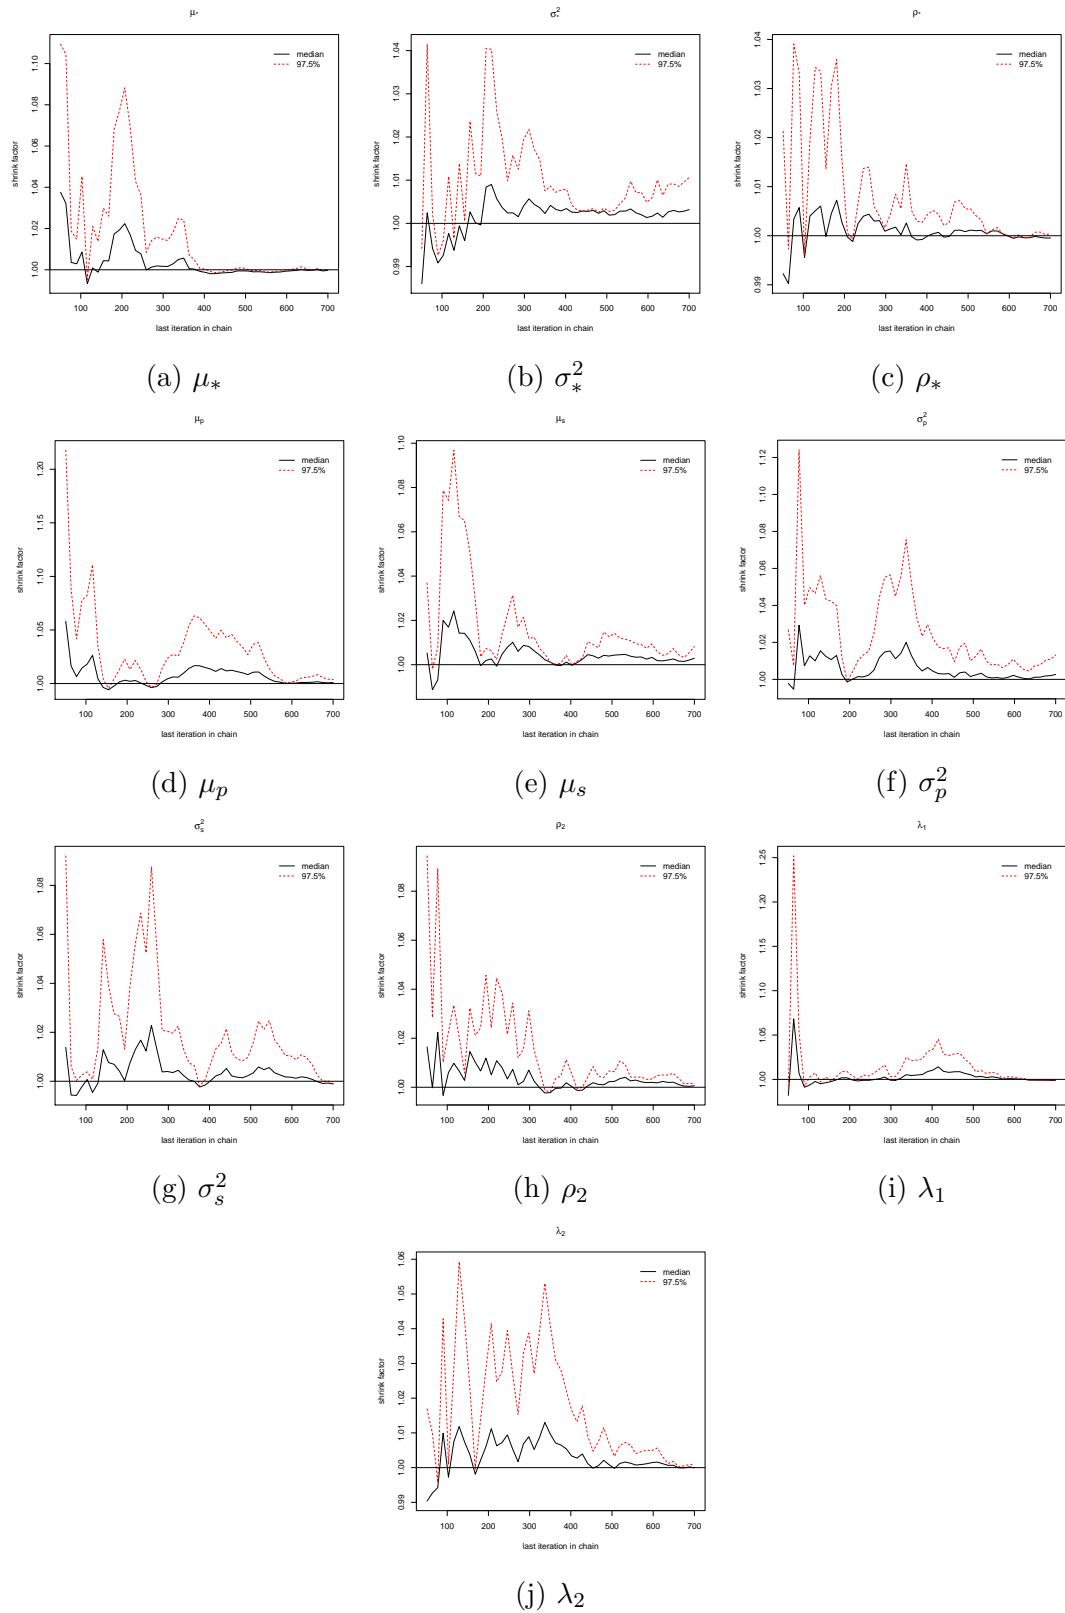 μ*
σ*²
ρ*
shrink factor
1.00 1.02 1.04 1.06 1.08 1.10
median
97.5%
100 200 300 400 500 600 700
last iteration in chain
shrink factor
0.99 1.00 1.01 1.02 1.03 1.04
median
97.5%
100 200 300 400 500 600 700
last iteration in chain
shrink factor
0.99 1.00 1.01 1.02 1.03 1.04
median
97.5%
100 200 300 400 500 600 700
last iteration in chain
(a) μ*
(b) σ*²
(c) ρ*
μp
μs
σp²
shrink factor
1.00 1.05 1.10 1.20
median
97.5%
100 200 300 400 500 600 700
last iteration in chain
shrink factor
1.00 1.02 1.04 1.06 1.08 1.10
median
97.5%
100 200 300 400 500 600 700
last iteration in chain
shrink factor
1.00 1.02 1.04 1.06 1.08 1.10 1.12
median
97.5%
100 200 300 400 500 600 700
last iteration in chain
(d) μp
(e) μs
(f) σp²
σs²
ρ2
λ1
shrink factor
1.00 1.02 1.04 1.06 1.08
median
97.5%
100 200 300 400 500 600 700
last iteration in chain
shrink factor
1.00 1.02 1.04 1.06 1.08
median
97.5%
100 200 300 400 500 600 700
last iteration in chain
shrink factor
1.00 1.05 1.10 1.15 1.20 1.25
median
97.5%
100 200 300 400 500 600 700
last iteration in chain
(g) σs²
(h) ρ2
(i) λ1
λ2
shrink factor
0.99 1.00 1.01 1.02 1.03 1.04 1.05 1.06
median
97.5%
100 200 300 400 500 600 700
last iteration in chain
(j) λ2